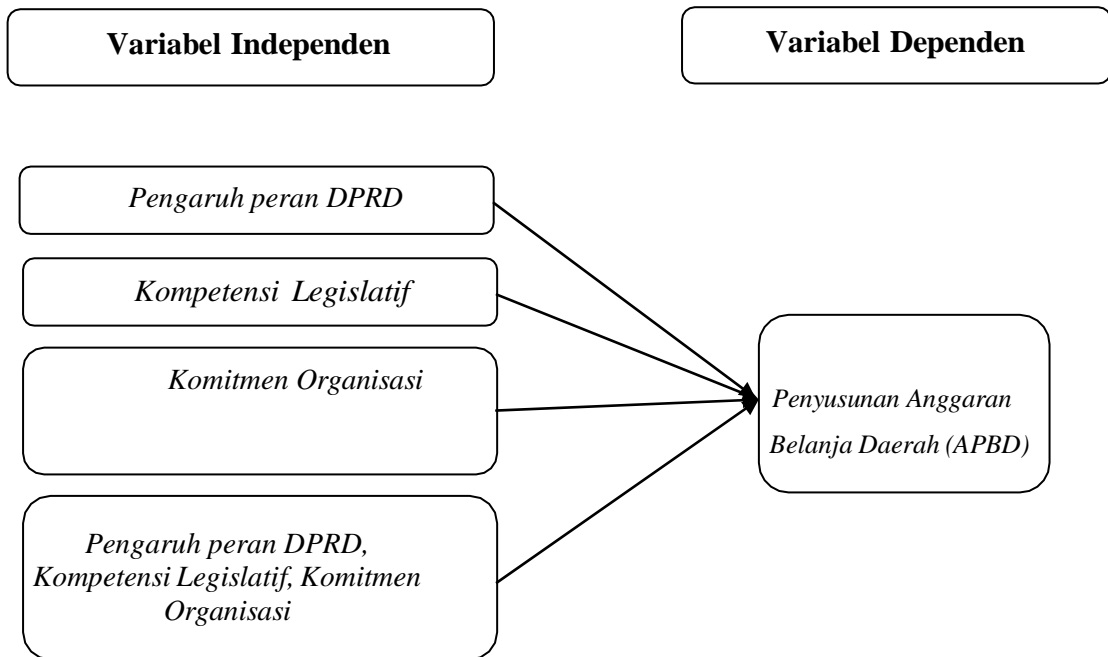 Variabel Independen
Variabel Dependen
Pengaruh peran DPRD
Kompetensi Legislatif
Komitmen Organisasi
Pengaruh peran DPRD,
Kompetensi Legislatif, Komitmen
Organisasi
Penyusunan Anggaran
Belanja Daerah (APBD)